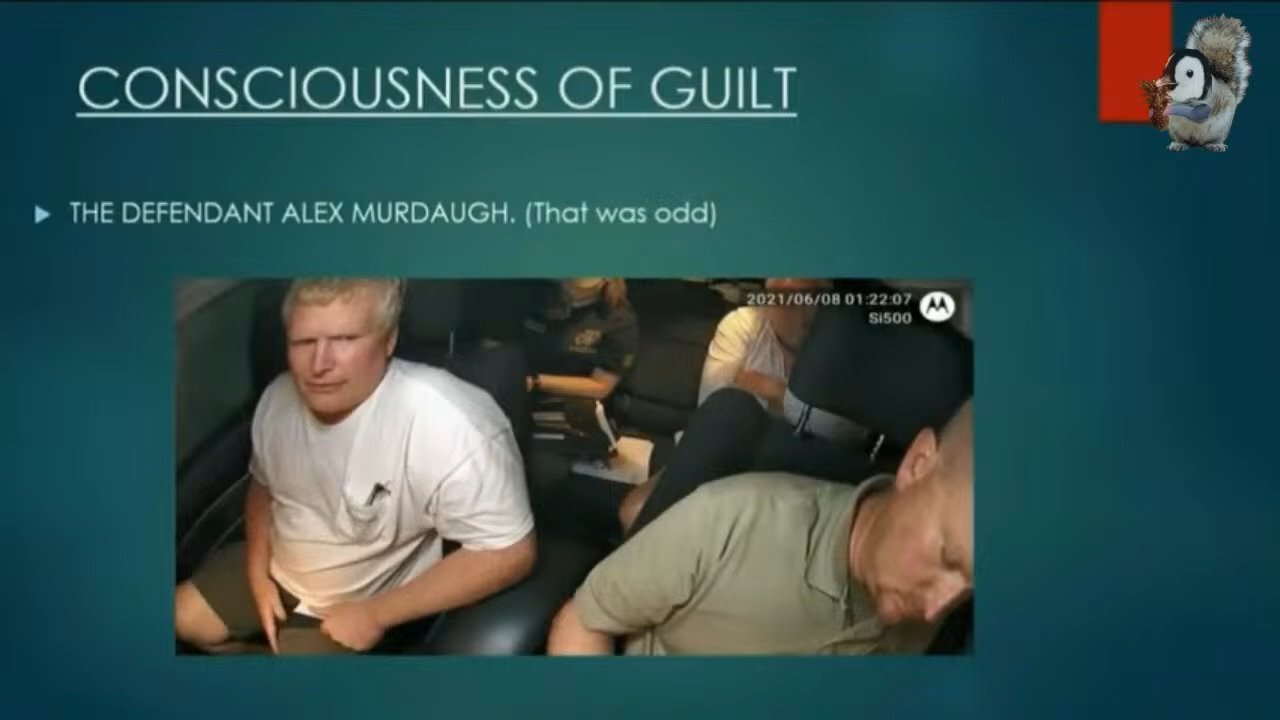 CONSCIOUSNESS OF GUILT
THE DEFENDANT ALEX MURDAUGH. (That was odd)
2021/06/08 01:22:07
Si500